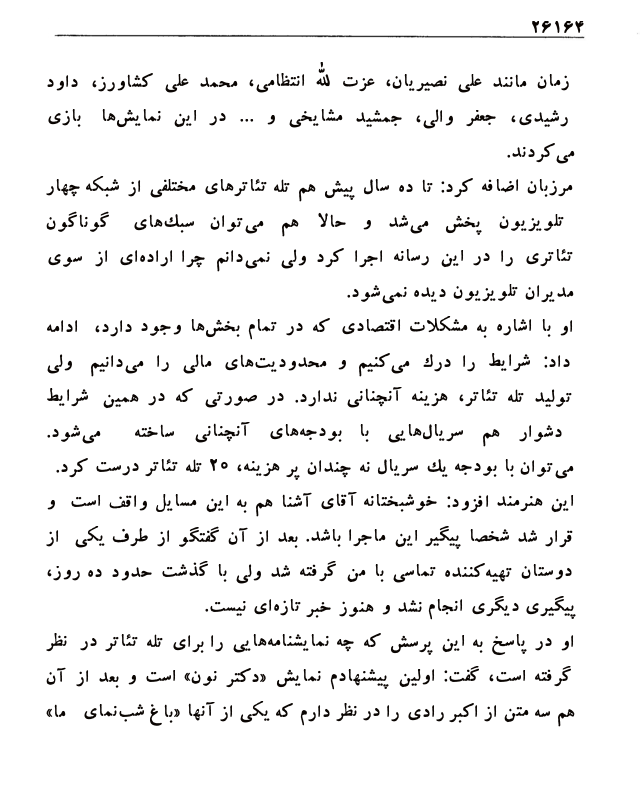 ۲۶۱۶۴
زمان مانند علی نصیریان، عزت الله انتظامی، محمد علی کشاورز، داود
رشیدی، جعفر والی، جمشید مشایخی و ... در این نمایش‌ها بازی
می‌کردند.
مرزبان اضافه کرد: تا ده سال پیش هم تله تئاترهای مختلفی از شبکه چهار
تلویزیون پخش می‌شد و حالا هم می‌توان سبك‌های گوناگون
تئاتری را در این رسانه اجرا کرد ولی نمی‌دانم چرا اراده‌ای از سوی
مدیران تلویزیون دیده نمی‌شود.
او با اشاره به مشکلات اقتصادی که در تمام بخش‌ها وجود دارد، ادامه
داد: شرایط را درك می‌کنیم و محدودیت‌های مالی را می‌دانیم ولی
تولید تله تئاتر، هزینه آنچنانی ندارد. در صورتی که در همین شرایط
دشوار هم سریال‌هایی با بودجه‌های آنچنانی ساخته می‌شود.
می‌توان با بودجه يك سریال نه چندان پر هزینه، ۲۰ تله تئاتر درست کرد.
این هنرمند افزود: خوشبختانه آقای آشنا هم به این مسایل واقف است و
قرار شد شخصا پیگیر این ماجرا باشد. بعد از آن گفتگو از طرف یکی از
دوستان تهیه‌کننده تماسی با من گرفته شد ولی با گذشت حدود ده روز،
پیگیری دیگری انجام نشد و هنوز خبر تازه‌ای نیست.
او در پاسخ به این پرسش که چه نمایشنامه‌هایی را برای تله تئاتر در نظر
گرفته است، گفت: اولین پیشنهادم نمایش «دکتر نون» است و بعد از آن
هم سه متن از اکبر رادی را در نظر دارم که یکی از آنها «باغ شب‌نمای ما»